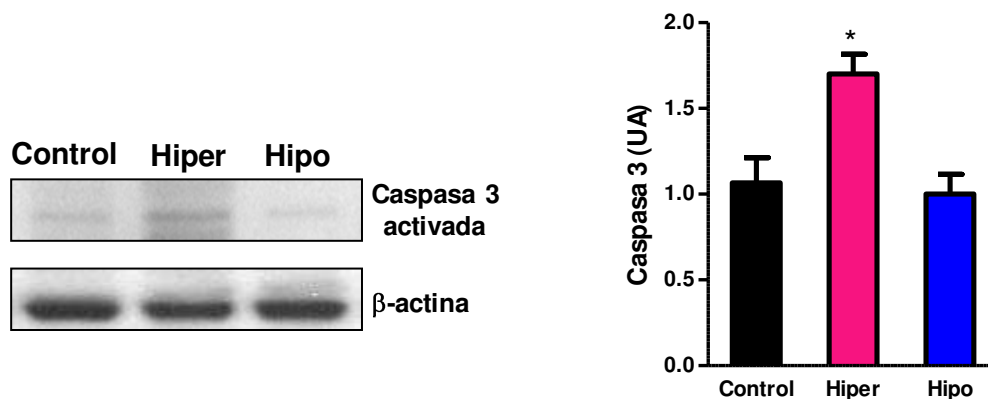 Control Hiper Hipo
Caspasa 3
activada
β-actina
Caspasa 3 (UA)
2.0
1.5
1.0
0.5
0.0
*
Control Hiper Hipo